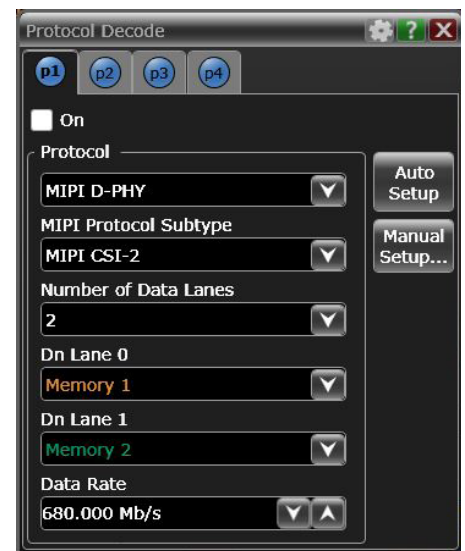 Protocol Decode
?
X
p1 p2 p3 p4
On
Protocol
MIPI D-PHY
Auto
Setup
MIPI Protocol Subtype
MIPI CSI-2
Manual
Setup...
Number of Data Lanes
2
Dn Lane 0
Memory 1
Dn Lane 1
Memory 2
Data Rate
680.000 Mb/s